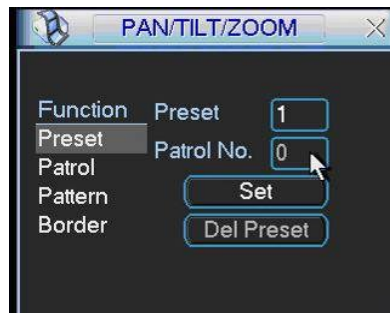 PAN/TILT/ZOOM
Function
Preset
Patrol
Pattern
Border
Preset 1
Patrol No. 0
Set
Del Preset